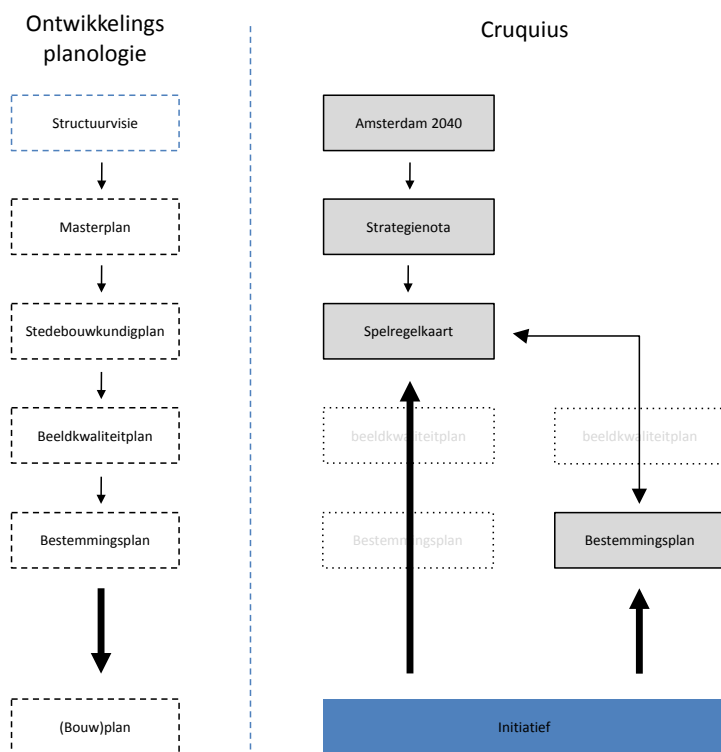 Ontwikkelings
planologie
Cruquius
Structuurvisie
Amsterdam 2040
Masterplan
Strategienota
Stedebouwkundigplan
Spelregelkaart
Beeldkwaliteitplan
beeldkwaliteitplan
beeldkwaliteitplan
Bestemmingsplan
Bestemmingsplan
Bestemmingsplan
(Bouw)plan
Initiatief